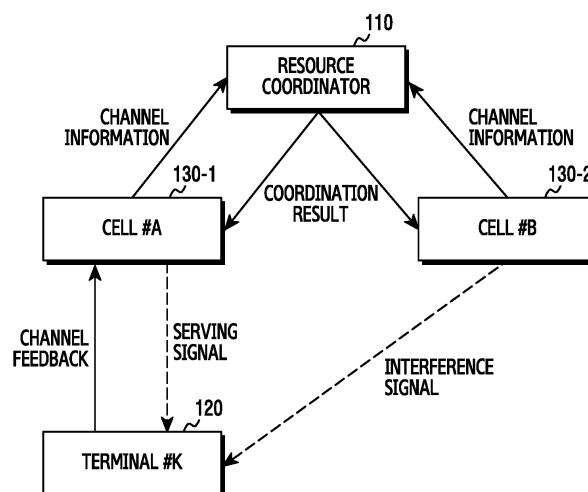 110
RESOURCE
COORDINATOR
CHANNEL
INFORMATION
CHANNEL
INFORMATION
130-1
130-2
CELL #A
COORDINATION
RESULT
CELL #B
CHANNEL
FEEDBACK
SERVING
SIGNAL
INTERFERENCE
SIGNAL
120
TERMINAL #K